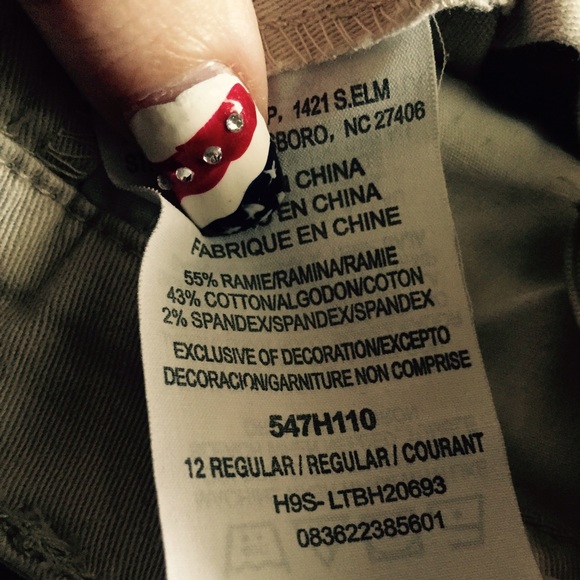 P, 1421 S.ELM
BORO, NC 27406
CHINA
EN CHINA
FABRIQUE EN CHINE
55% RAMIE/RAMINA/RAMIE
43% COTTON/ALGODON/COTON
2% SPANDEX/SPANDEX/SPANDEX
EXCLUSIVE OF DECORATION/EXCEPTO
DECORACION/GARNITURE NON COMPRISE
547H110
12 REGULAR / REGULAR / COURANT
H9S- LTBH20693
083622385601